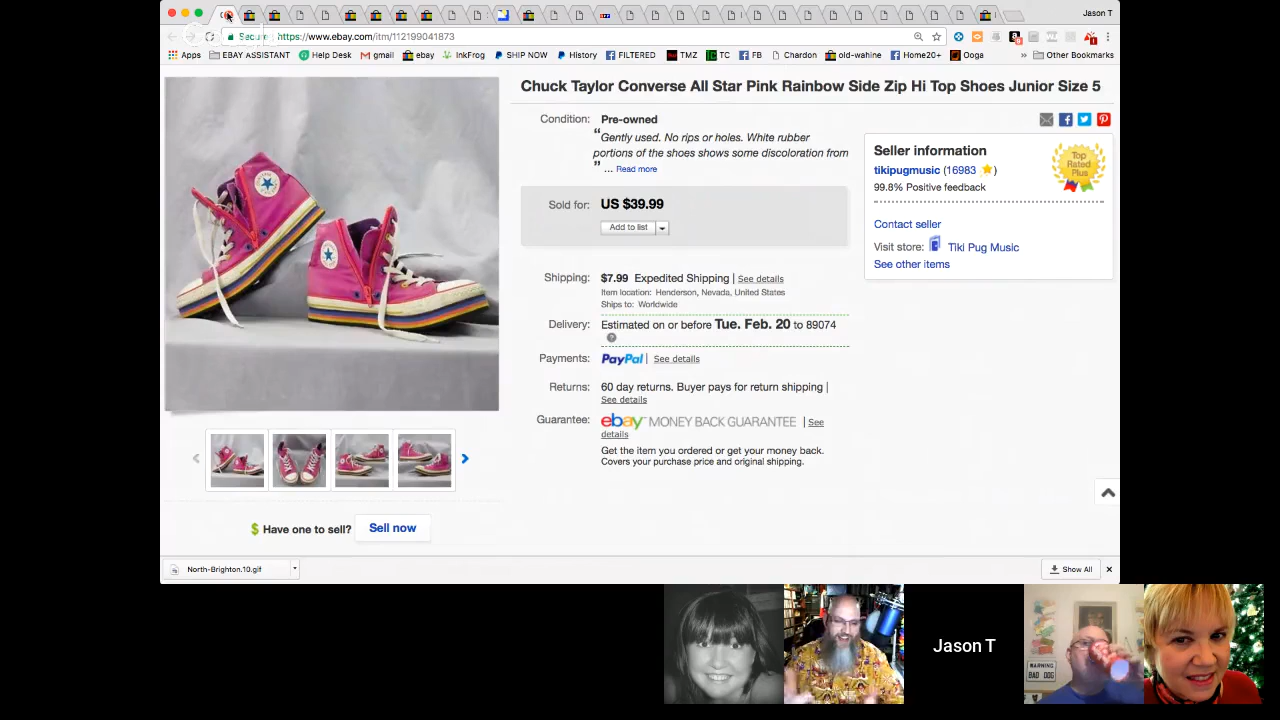 Jason T
Secure https://www.ebay.com/itm/112199041873
Apps EBAY ASSISTANT Help Desk gmail ebay InkFrog SHIP NOW History FILTERED TMZ TC FB Chardon old-wahine Home20+ Ooga » Other Bookmarks
Chuck Taylor Converse All Star Pink Rainbow Side Zip Hi Top Shoes Junior Size 5
Condition: Pre-owned
“Gently used. No rips or holes. White rubber
portions of the shoes shows some discoloration from
” ... Read more
Sold for: US $39.99
Add to list
Shipping: $7.99 Expedited Shipping | See details
Item location: Henderson, Nevada, United States
Ships to: Worldwide
Delivery: Estimated on or before Tue. Feb. 20 to 89074
Payments: PayPal | See details
Returns: 60 day returns. Buyer pays for return shipping |
See details
Guarantee: ebay MONEY BACK GUARANTEE | See
details
Get the item you ordered or get your money back.
Covers your purchase price and original shipping.
Seller information
tikipugmusic (16983 )
99.8% Positive feedback
Top
Rated
Plus
Contact seller
Visit store: Tiki Pug Music
See other items
$ Have one to sell? Sell now
North-Brighton.10.gif
Show All
Jason T
WARNING
BAD DOG